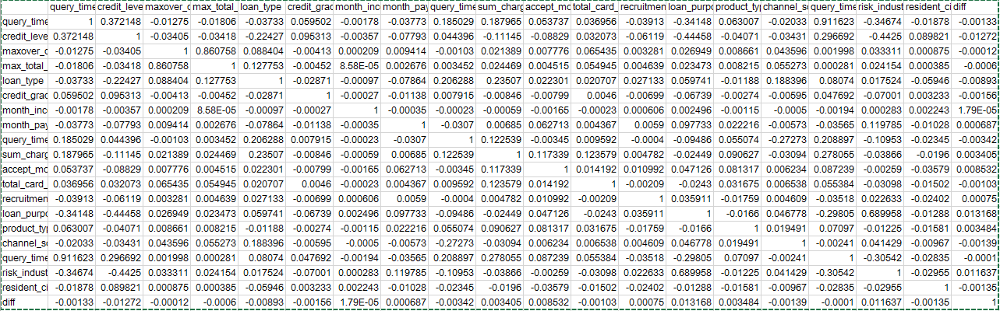 query_time credit_leve maxover_c max_total_ loan_type credit_grad month_inc month_pay query_time sum_charg accept_mo total_card_ recruitmen loan_purpo product_typ channel_so query_time risk_indust resident_ci diff
query_time 1 0.372148 -0.01275 -0.01806 -0.03733 0.059502 -0.00178 -0.03773 0.185029 0.187965 0.053737 0.036956 -0.03913 -0.34148 0.063007 -0.02033 0.911623 -0.34674 -0.01878 -0.00133
credit_leve 0.372148 1 -0.03405 -0.03418 -0.22427 0.095313 -0.00357 -0.07793 0.044396 -0.11145 -0.08829 0.032073 -0.06119 -0.44458 -0.04071 -0.03431 0.296692 -0.4425 0.089821 -0.01272
maxover_c -0.01275 -0.03405 1 0.860758 0.088404 -0.00413 0.000209 0.009414 -0.00103 0.021389 0.007776 0.065435 0.003281 0.026949 0.008661 0.043596 0.001998 0.033311 0.000875 -0.00012
max_total_ -0.01806 -0.03418 0.860758 1 0.127753 -0.00452 8.58E-05 0.002676 0.003452 0.024469 0.004515 0.054945 0.004639 0.023473 0.008215 0.055273 0.000281 0.024154 0.000385 -0.0006
loan_type -0.03733 -0.22427 0.088404 0.127753 1 -0.02871 -0.00097 -0.07864 0.206288 0.23507 0.022301 0.020707 0.027133 0.059741 -0.01188 0.188396 0.08074 0.017524 -0.05946 -0.00893
credit_grac 0.059502 0.095313 -0.00413 -0.00452 -0.02871 1 -0.00027 -0.01138 0.007915 -0.00846 -0.00799 0.0046 -0.00699 -0.06739 -0.00274 -0.00595 0.047692 -0.07001 0.003233 -0.00156
month_inc -0.00178 -0.00357 0.000209 8.58E-05 -0.00097 -0.00027 1 -0.00035 -0.00023 -0.00059 -0.00165 -0.00023 0.000606 0.002496 -0.00115 -0.0005 -0.00194 0.000283 0.002243 1.79E-05
month_pay -0.03773 -0.07793 0.009414 0.002676 -0.07864 -0.01138 -0.00035 1 -0.0307 0.00685 0.062713 0.004367 0.0059 0.097733 0.022216 -0.00573 -0.03565 0.119785 -0.01028 0.000687
query_time 0.185029 0.044396 -0.00103 0.003452 0.206288 0.007915 -0.00023 -0.0307 1 0.122539 -0.00345 0.009592 -0.0004 -0.09486 0.055074 -0.27273 0.208897 -0.10953 -0.02345 -0.00342
sum_charg 0.187965 -0.11145 0.021389 0.024469 0.23507 -0.00846 -0.00059 0.00685 0.122539 1 0.117339 0.123579 0.004782 -0.02449 0.090627 -0.03094 0.278055 -0.03866 -0.0196 0.003405
accept_mo 0.053737 -0.08829 0.007776 0.004515 0.022301 -0.00799 -0.00165 0.062713 -0.00345 0.117339 1 0.014192 0.010992 0.047126 0.081317 0.006234 0.087239 -0.00259 -0.03579 0.008532
total_card_ 0.036956 0.032073 0.065435 0.054945 0.020707 0.0046 -0.00023 0.004367 0.009592 0.123579 0.014192 1 -0.00209 -0.0243 0.031675 0.006538 0.055384 -0.03098 -0.01502 -0.00103
recruitmen -0.03913 -0.06119 0.003281 0.004639 0.027133 -0.00699 0.000606 0.0059 -0.0004 0.004782 0.010992 -0.00209 1 0.035911 -0.01759 0.004609 -0.03518 0.022633 -0.02402 0.00075
loan_purpo -0.34148 -0.44458 0.026949 0.023473 0.059741 -0.06739 0.002496 0.097733 -0.09486 -0.02449 0.047126 -0.0243 0.035911 1 -0.0166 0.046778 -0.29805 0.689958 -0.01288 0.013168
product_typ 0.063007 -0.04071 0.008661 0.008215 -0.01188 -0.00274 -0.00115 0.022216 0.055074 0.090627 0.081317 0.031675 -0.01759 -0.0166 1 0.019491 0.07097 -0.01225 -0.01581 0.003484
channel_so -0.02033 -0.03431 0.043596 0.055273 0.188396 -0.00595 -0.0005 -0.00573 -0.27273 -0.03094 0.006234 0.006538 0.004609 0.046778 0.019491 1 -0.00241 0.041429 -0.00967 -0.00139
query_time 0.911623 0.296692 0.001998 0.000281 0.08074 0.047692 -0.00194 -0.03565 0.208897 0.278055 0.087239 0.055384 -0.03518 -0.29805 0.07097 -0.00241 1 -0.30542 -0.02835 -0.0001
risk_indust -0.34674 -0.4425 0.033311 0.024154 0.017524 -0.07001 0.000283 0.119785 -0.10953 -0.03866 -0.00259 -0.03098 0.022633 0.689958 -0.01225 0.041429 -0.30542 1 -0.02955 0.011637
resident_ci -0.01878 0.089821 0.000875 0.000385 -0.05946 0.003233 0.002243 -0.01028 -0.02345 -0.0196 -0.03579 -0.01502 -0.02402 -0.01288 -0.01581 -0.00967 -0.02835 -0.02955 1 -0.00135
diff -0.00133 -0.01272 -0.00012 -0.0006 -0.00893 -0.00156 1.79E-05 0.000687 -0.00342 0.003405 0.008532 -0.00103 0.00075 0.013168 0.003484 -0.00139 -0.0001 0.011637 -0.00135 1